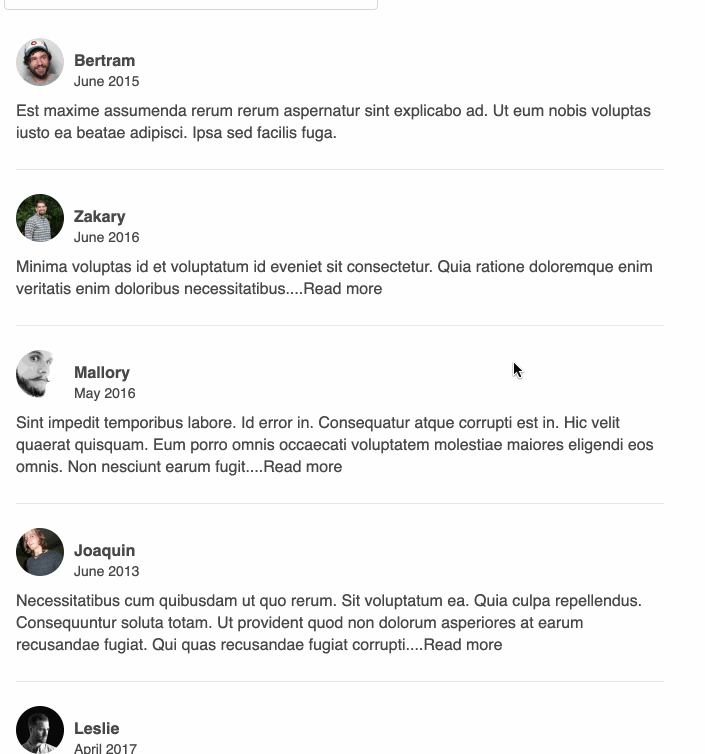 Bertram
June 2015
Est maxime assumenda rerum rerum aspernatur sint explicabo ad. Ut eum nobis voluptas
iusto ea beatae adipisci. Ipsa sed facilis fuga.
Zakary
June 2016
Minima voluptas id et voluptatum id eveniet sit consectetur. Quia ratione doloremque enim
veritatis enim doloribus necessitatibus....Read more
Mallory
May 2016
Sint impedit temporibus labore. Id error in. Consequatur atque corrupti est in. Hic velit
quaerat quisquam. Eum porro omnis occaecati voluptatem molestiae maiores eligendi eos
omnis. Non nesciunt earum fugit....Read more
Joaquin
June 2013
Necessitatibus cum quibusdam ut quo rerum. Sit voluptatum ea. Quia culpa repellendus.
Consequuntur soluta totam. Ut provident quod non dolorum asperiores at earum
recusandae fugiat. Qui quas recusandae fugiat corrupti....Read more
Leslie
April 2017